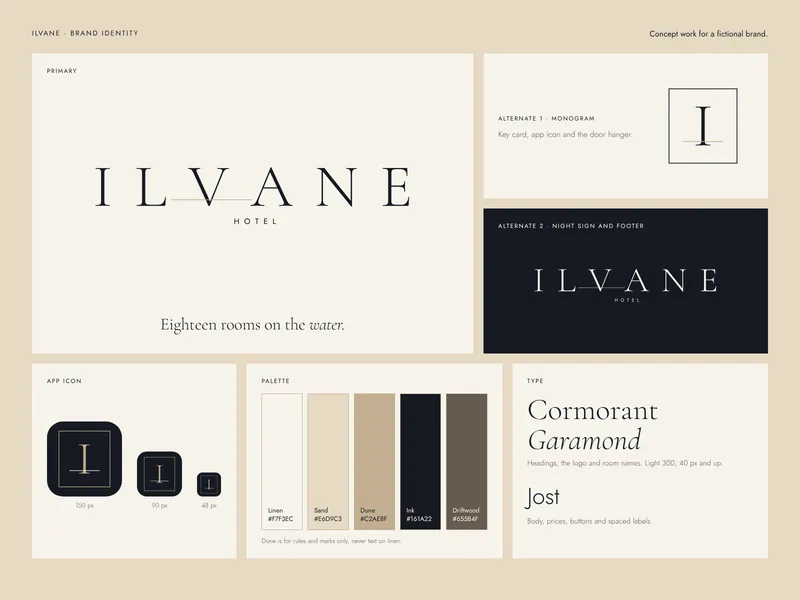 ILVANE · BRAND IDENTITY
Concept work for a fictional brand.
PRIMARY
ILVANE
HOTEL
Eighteen rooms on the water.
ALTERNATE 1 · MONOGRAM
Key card, app icon and the door hanger.
I
ALTERNATE 2 · NIGHT SIGN AND FOOTER
ILVANE
HOTEL
APP ICON
I
I
I
150 px
90 px
48 px
PALETTE
Linen
#F7F3EC
Sand
#E6D9C3
Dune
#C2AE8F
Ink
#161A22
Driftwood
#655B4F
Dune is for rules and marks only, never text on linen.
TYPE
Cormorant
Garamond
Headings, the logo and room names. Light 300, 40 px and up.
Jost
Body, prices, buttons and spaced labels.